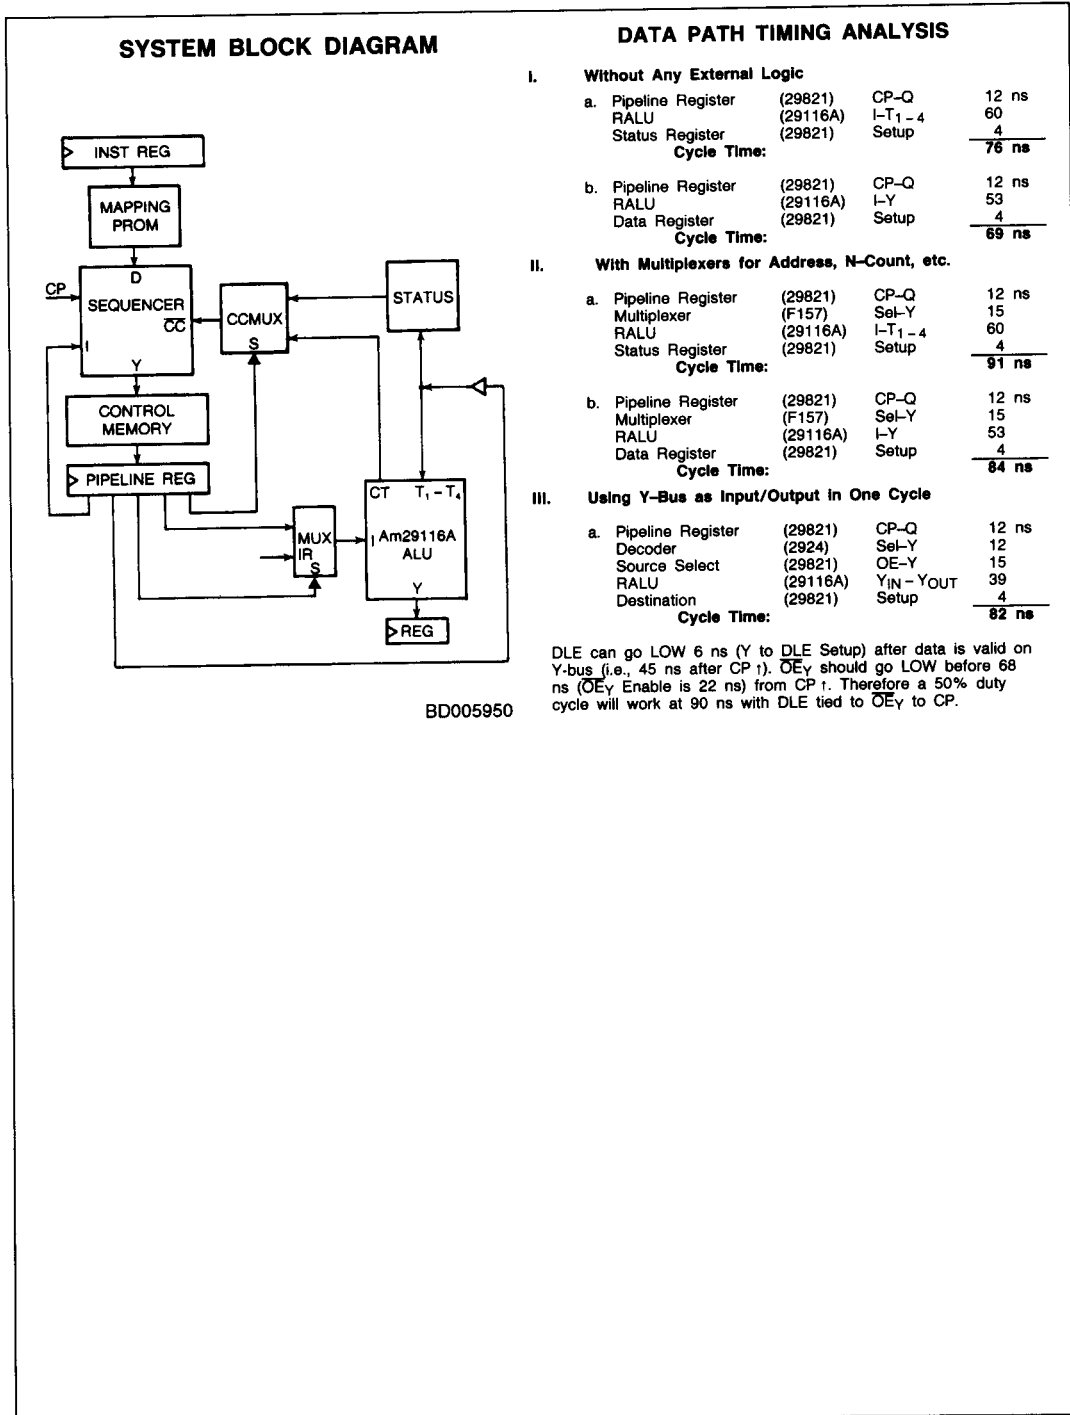 SYSTEM BLOCK DIAGRAM
INST REG
MAPPING
PROM
D
CP
SEQUENCER
CC
I
Y
CCMUX
S
STATUS
CONTROL
MEMORY
PIPELINE REG
CT T1 – T4
MUX
IR
S
I Am29116A
ALU
Y
REG
BD005950
DATA PATH TIMING ANALYSIS
I. Without Any External Logic
a. Pipeline Register (29821) CP–Q 12 ns
RALU (29116A) I–T1 – 4 60
Status Register (29821) Setup 4
Cycle Time: 76 ns
b. Pipeline Register (29821) CP–Q 12 ns
RALU (29116A) I–Y 53
Data Register (29821) Setup 4
Cycle Time: 69 ns
II. With Multiplexers for Address, N–Count, etc.
a. Pipeline Register (29821) CP–Q 12 ns
Multiplexer (F157) Sel–Y 15
RALU (29116A) I–T1 – 4 60
Status Register (29821) Setup 4
Cycle Time: 91 ns
b. Pipeline Register (29821) CP–Q 12 ns
Multiplexer (F157) Sel–Y 15
RALU (29116A) I–Y 53
Data Register (29821) Setup 4
Cycle Time: 84 ns
III. Using Y–Bus as Input/Output in One Cycle
a. Pipeline Register (29821) CP–Q 12 ns
Decoder (2924) Sel–Y 12
Source Select (29821) OE–Y 15
RALU (29116A) YIN – YOUT 39
Destination (29821) Setup 4
Cycle Time: 82 ns
DLE can go LOW 6 ns (Y to DLE Setup) after data is valid on
Y-bus (i.e., 45 ns after CP ↑). OEY should go LOW before 68
ns (OEY Enable is 22 ns) from CP ↑. Therefore a 50% duty
cycle will work at 90 ns with DLE tied to OEY to CP.